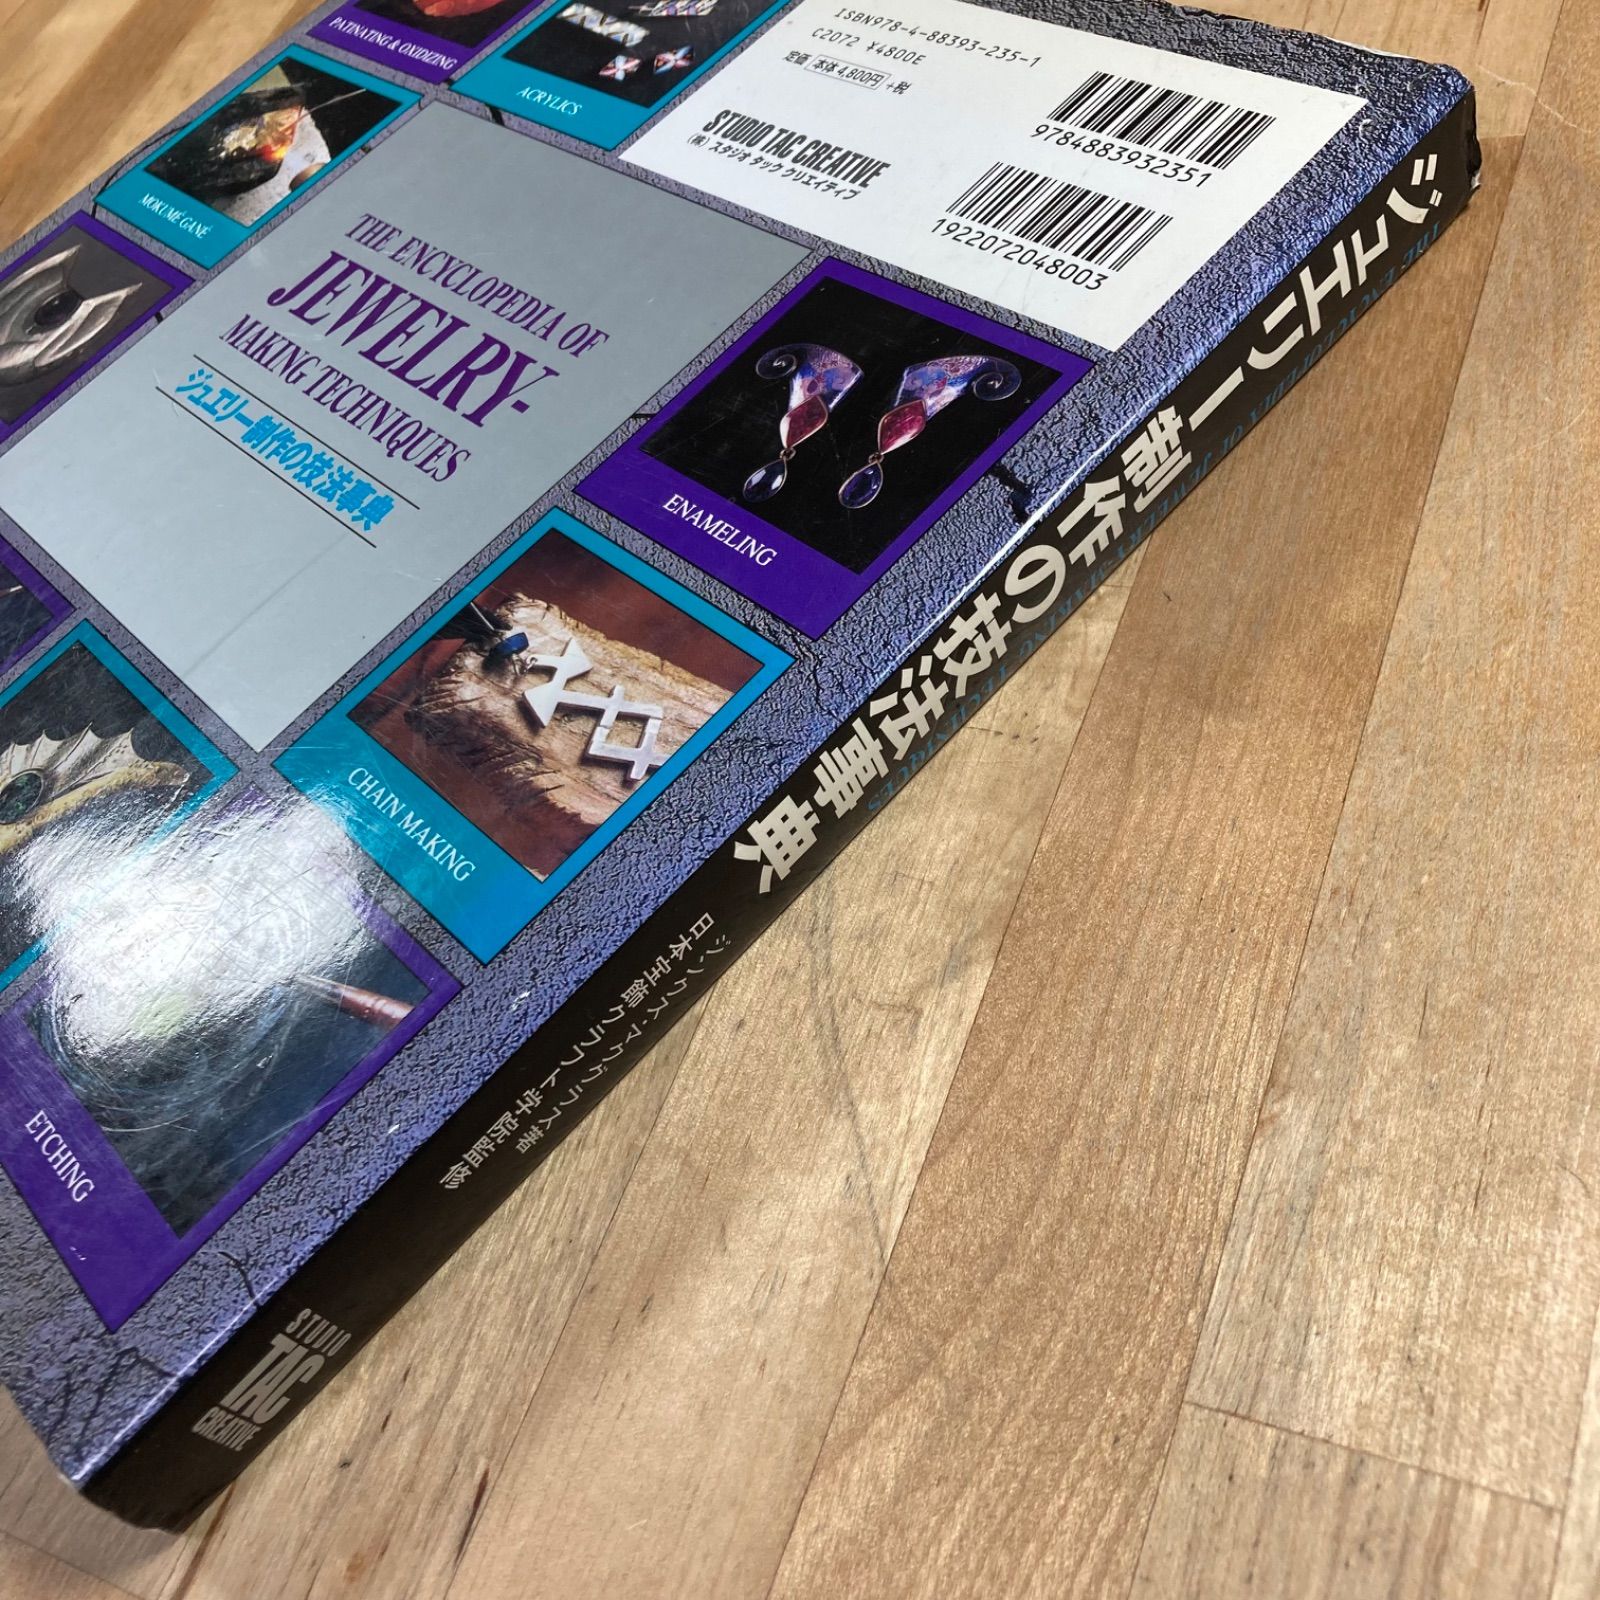 PATINATING & OXIDIZING
ACRYLICS
MOKUMÉ GANÉ
ISBN978-4-88393-235-1
C2072 ¥4800E
定価 本体4,800円 +税
STUDIO TAC CREATIVE
(株)スタジオ タック クリエイティブ
9784883932351
1922072048003
THE ENCYCLOPEDIA OF
JEWELRY-
MAKING TECHNIQUES
ジュエリー制作の技法事典
ENAMELING
CHAIN MAKING
ETCHING
ジュエリー制作の技法事典
THE ENCYCLOPEDIA OF JEWELRY-MAKING TECHNIQUES
ジンクス・マクグラス著
日本宝飾クラフト学院監修
STUDIO
TAC
CREATIVE